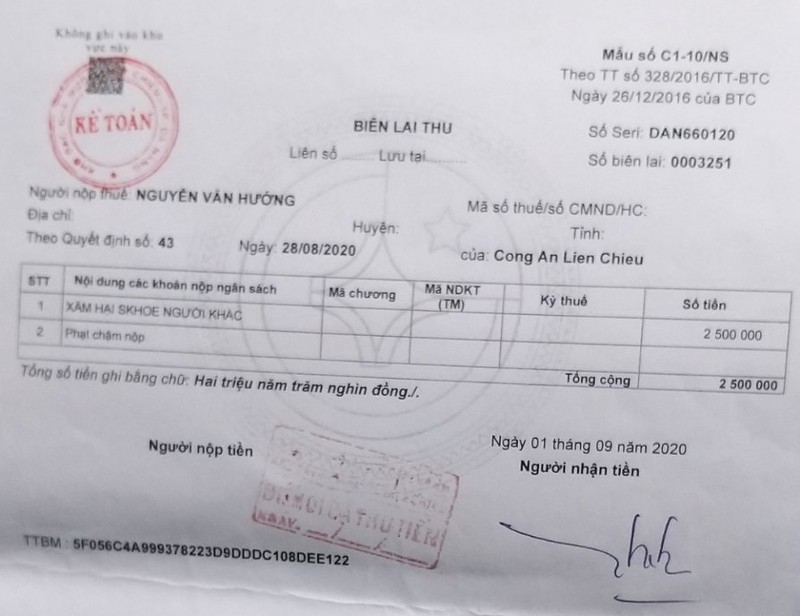 Không ghi vào khu
vực này
KẾ TOÁN
Mẫu số C1-10/NS
Theo TT số 328/2016/TT-BTC
Ngày 26/12/2016 của BTC
BIÊN LAI THU
Số Seri: DAN660120
Liên số........ Lưu tại...........
Số biên lai: 0003251
Người nộp thuế: NGUYỄN VĂN HƯỚNG
Mã số thuế/số CMND/HC:
Địa chỉ:
Huyện:
Tỉnh:
Theo Quyết định số: 43
Ngày: 28/08/2020
của: Cong An Lien Chieu
STT Nội dung các khoản nộp ngân sách Mã chương Mã NDKT (TM) Kỳ thuế Số tiền
1 XÂM HẠI SKHOE NGƯỜI KHÁC 2 500 000
2 Phạt chậm nộp
Tổng cộng 2 500 000
Tổng số tiền ghi bằng chữ: Hai triệu năm trăm nghìn đồng./.
Ngày 01 tháng 09 năm 2020
Người nộp tiền
Người nhận tiền
THU TIỀN
NGÀY
TTBM : 5F056C4A999378223D9DDDC108DEE122